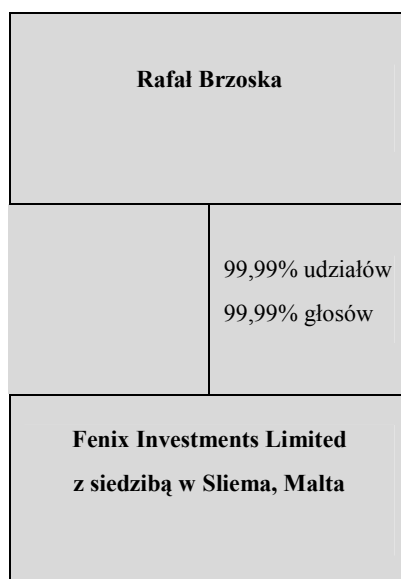 Rafał Brzoska
99,99% udziałów
99,99% głosów
Fenix Investments Limited
z siedzibą w Sliema, Malta